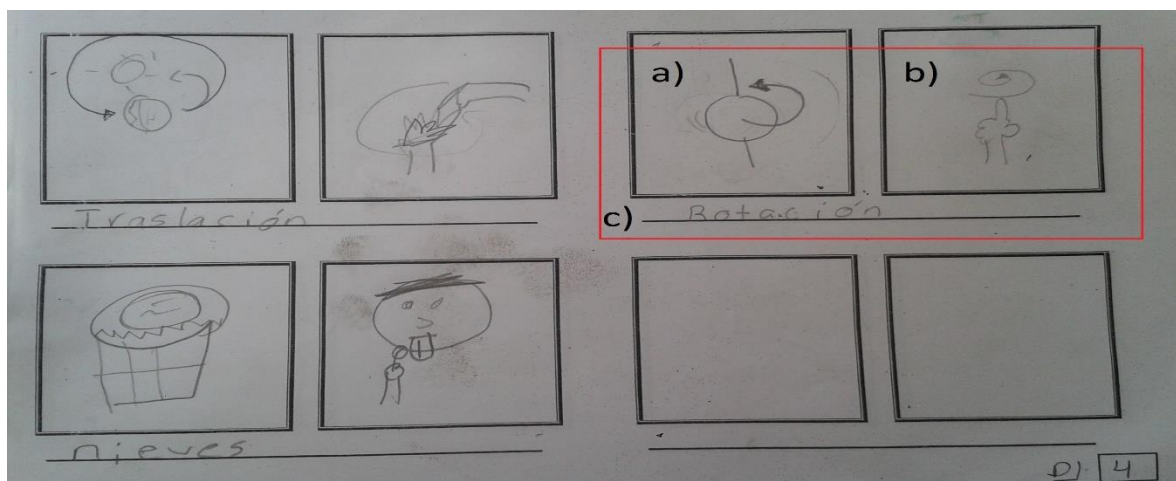 a)
b)
Traslación
c) Rotación
nieves
D). 4